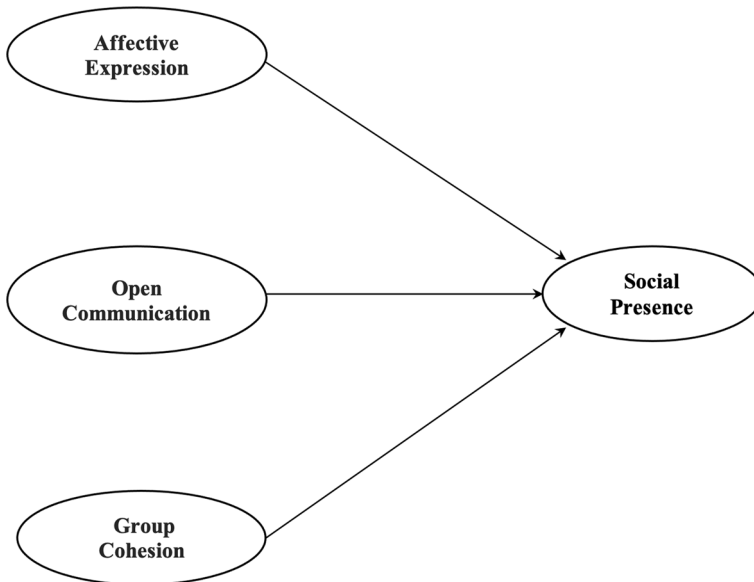 Affective
Expression
Open
Communication
Social
Presence
Group
Cohesion